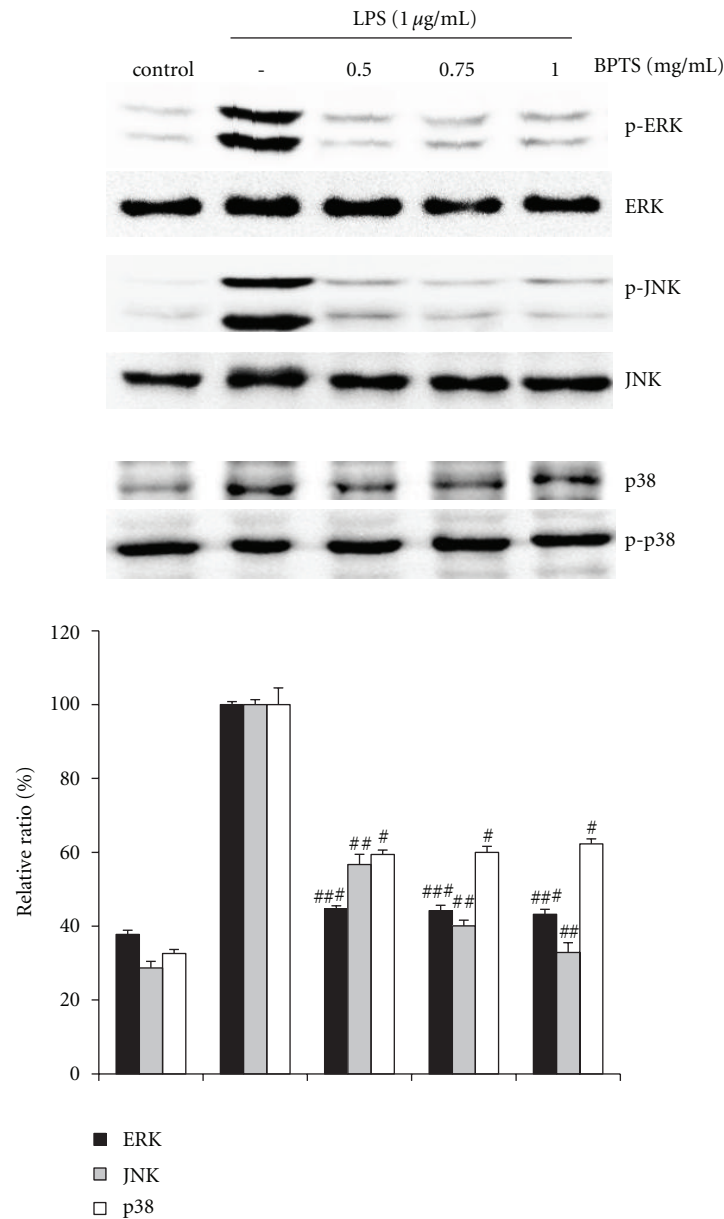 LPS (1 μg/mL)
control - 0.5 0.75 1 BPTS (mg/mL)
p-ERK
ERK
p-JNK
JNK
p38
p-p38
120
100
80
60
40
20
0
Relative ratio (%)
### ## #
### ## #
### ## #
ERK
JNK
p38